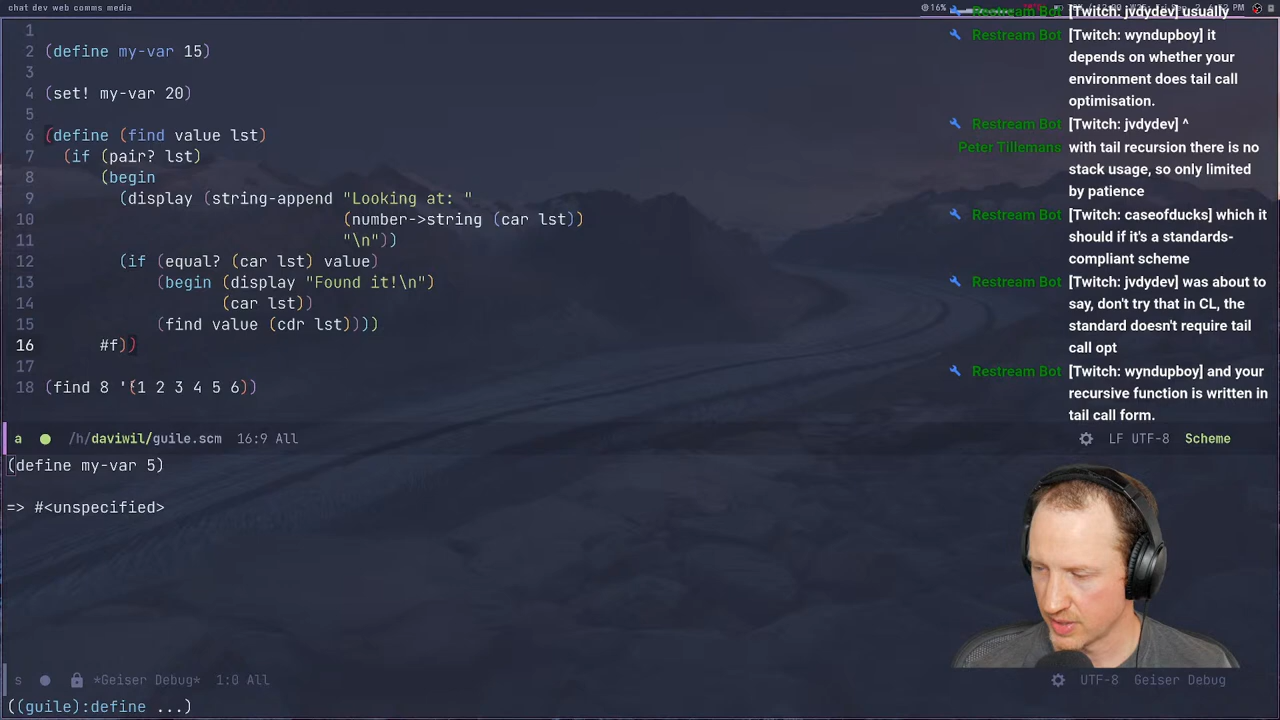 chat dev web comms media
16%
1
2 (define my-var 15)
3
4 (set! my-var 20)
5
6 (define (find value lst)
7 (if (pair? lst)
8 (begin
9 (display (string-append "Looking at: "
10 (number->string (car lst))
11 "\n"))
12 (if (equal? (car lst) value)
13 (begin (display "Found it!\n")
14 (car lst))
15 (find value (cdr lst))))
16 #f))
17
18 (find 8 '(1 2 3 4 5 6))
a /h/daviwil/guile.scm 16:9 All LF UTF-8 Scheme
(define my-var 5)
=> #<unspecified>
s *Geiser Debug* 1:0 All UTF-8 Geiser Debug
((guile):define ...)
Restream Bot [Twitch: jvdydev] usually
Restream Bot [Twitch: wyndupboy] it
depends on whether your
environment does tail call
optimisation.
Restream Bot [Twitch: jvdydev] ^
Peter Tillemans with tail recursion there is no
stack usage, so only limited
by patience
Restream Bot [Twitch: caseofducks] which it
should if it's a standards-
compliant scheme
Restream Bot [Twitch: jvdydev] was about to
say, don't try that in CL, the
standard doesn't require tail
call opt
Restream Bot [Twitch: wyndupboy] and your
recursive function is written in
tail call form.